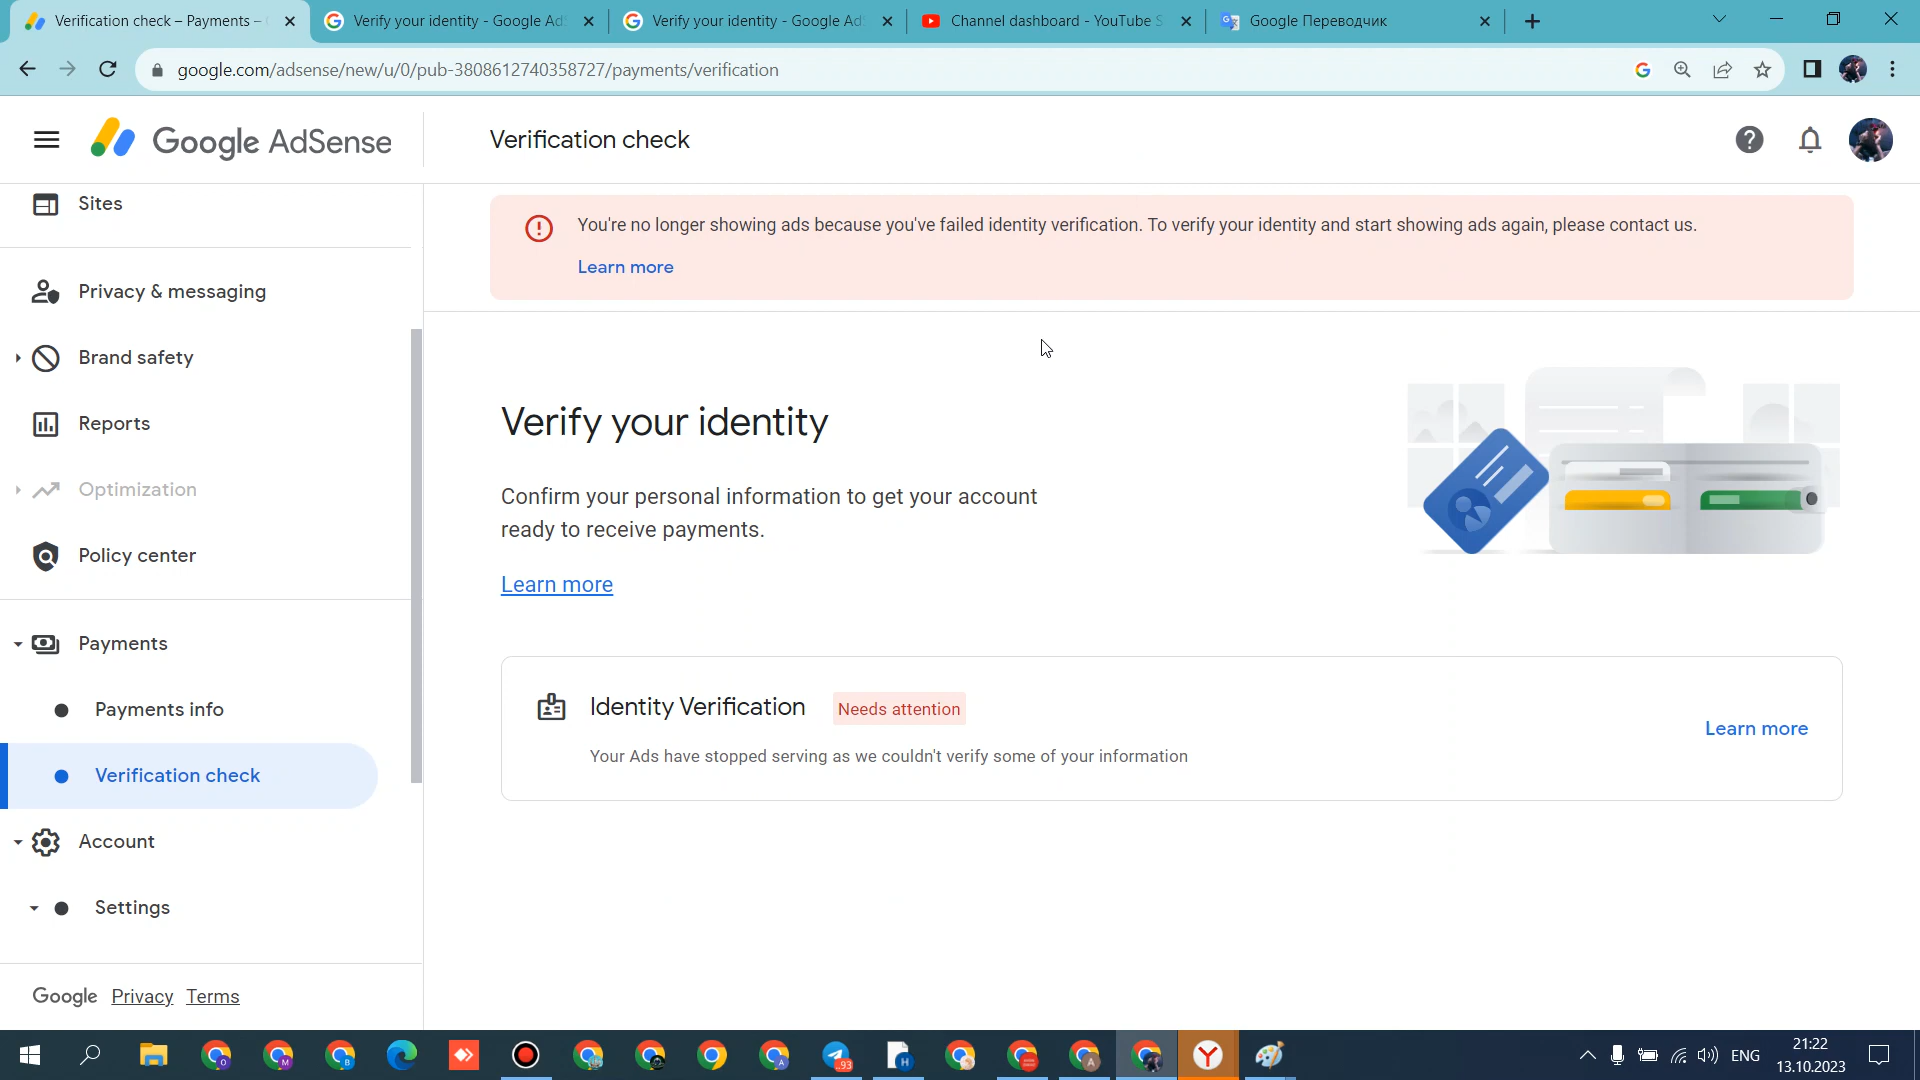 Verification check – Payments –
Verify your identity - Google Ad
Verify your identity - Google Ad
Channel dashboard - YouTube S
Google Переводчик
google.com/adsense/new/u/0/pub-3808612740358727/payments/verification
Google AdSense
Verification check
Sites
Privacy & messaging
Brand safety
Reports
Optimization
Policy center
Payments
Payments info
Verification check
Account
Settings
Google Privacy Terms
You're no longer showing ads because you've failed identity verification. To verify your identity and start showing ads again, please contact us.
Learn more
Verify your identity
Confirm your personal information to get your account
ready to receive payments.
Learn more
Identity Verification Needs attention
Your Ads have stopped serving as we couldn't verify some of your information
Learn more
93
ENG
21:22
13.10.2023